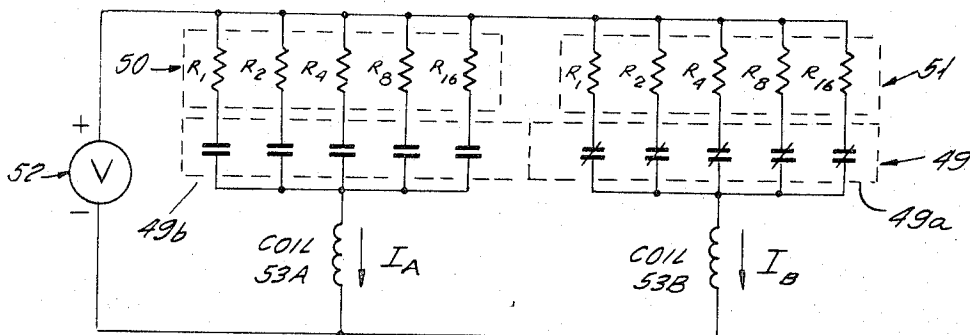 50
R1 R2 R4 R8 R16
R1 R2 R4 R8 R16
51
+
V
52
-
49
49b
49a
COIL
53A
IA
COIL
53B
IB